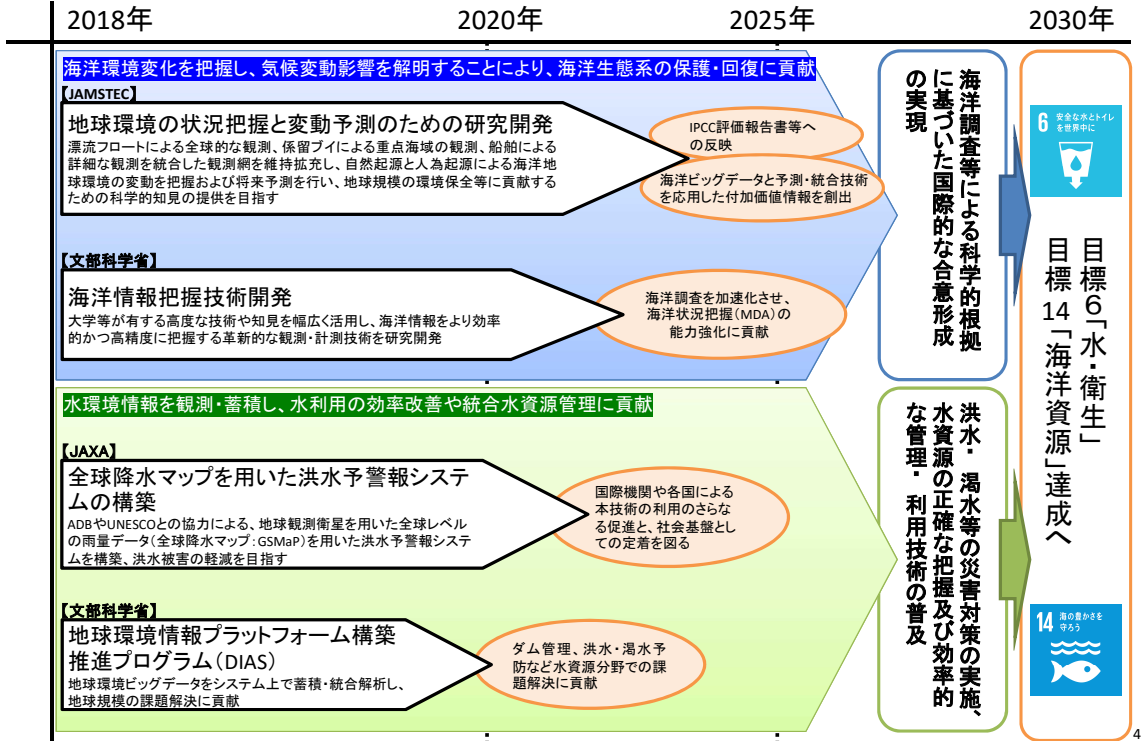 2018年
2020年
2025年
2030年
海洋環境変化を把握し、気候変動影響を解明することにより、海洋生態系の保護・回復に貢献
【JAMSTEC】
地球環境の状況把握と変動予測のための研究開発
漂流フロートによる全球的な観測、係留ブイによる重点海域の観測、船舶による
詳細な観測を統合した観測網を維持拡充し、自然起源と人為起源による海洋地
球環境の変動を把握および将来予測を行い、地球規模の環境保全等に貢献する
ための科学的知見の提供を目指す
IPCC評価報告書等へ
の反映
海洋ビッグデータと予測・統合技術
を応用した付加価値情報を創出
【文部科学省】
海洋情報把握技術開発
大学等が有する高度な技術や知見を幅広く活用し、海洋情報をより効率
的かつ高精度に把握する革新的な観測・計測技術を研究開発
海洋調査を加速化させ、
海洋状況把握(MDA)の
能力強化に貢献
海洋調査等による科学的根拠
に基づいた国際的な合意形成
の実現
水環境情報を観測・蓄積し、水利用の効率改善や統合水資源管理に貢献
【JAXA】
全球降水マップを用いた洪水予警報システ
ムの構築
ADBやUNESCOとの協力による、地球観測衛星を用いた全球レベル
の雨量データ(全球降水マップ:GSMaP)を用いた洪水予警報システ
ムを構築、洪水被害の軽減を目指す
国際機関や各国による
本技術の利用のさらな
る促進と、社会基盤とし
ての定着を図る
【文部科学省】
地球環境情報プラットフォーム構築
推進プログラム(DIAS)
地球環境ビッグデータをシステム上で蓄積・統合解析し、
地球規模の課題解決に貢献
ダム管理、洪水・渇水予
防など水資源分野での課
題解決に貢献
洪水・渇水等の災害対策の実施、
水資源の正確な把握及び効率的
な管理・利用技術の普及
6 安全な水とトイレ
を世界中に
目標6「水・衛生」
目標14「海洋資源」達成へ
14 海の豊かさを
守ろう
4